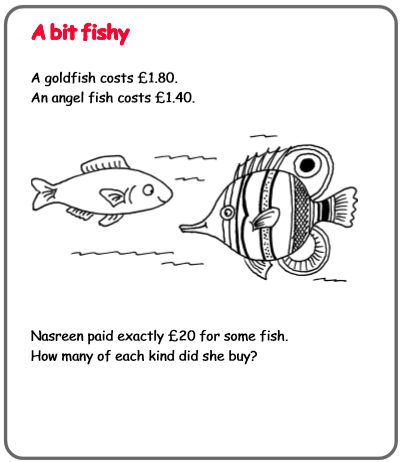 A bit fishy
A goldfish costs £1.80.
An angel fish costs £1.40.
Nasreen paid exactly £20 for some fish.
How many of each kind did she buy?